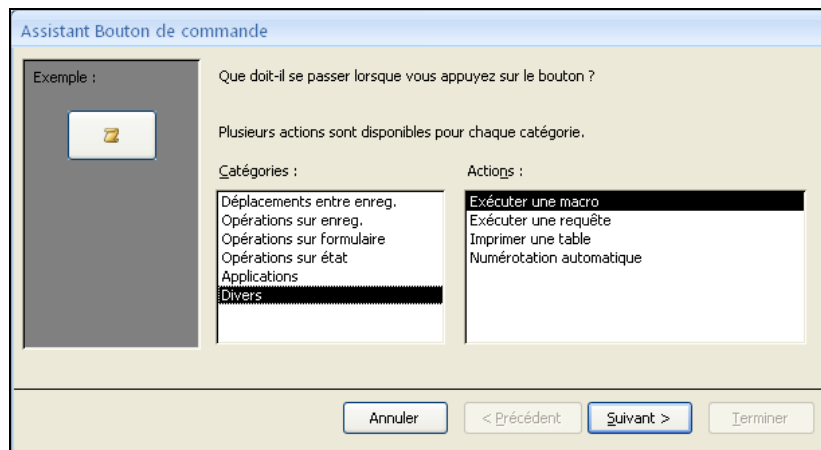 Assistant Bouton de commande
Exemple :
Que doit-il se passer lorsque vous appuyez sur le bouton ?
Plusieurs actions sont disponibles pour chaque catégorie.
Catégories :
Déplacements entre enreg.
Opérations sur enreg.
Opérations sur formulaire
Opérations sur état
Applications
Divers
Actions :
Exécuter une macro
Exécuter une requête
Imprimer une table
Numérotation automatique
Annuler
< Précédent
Suivant >
Terminer